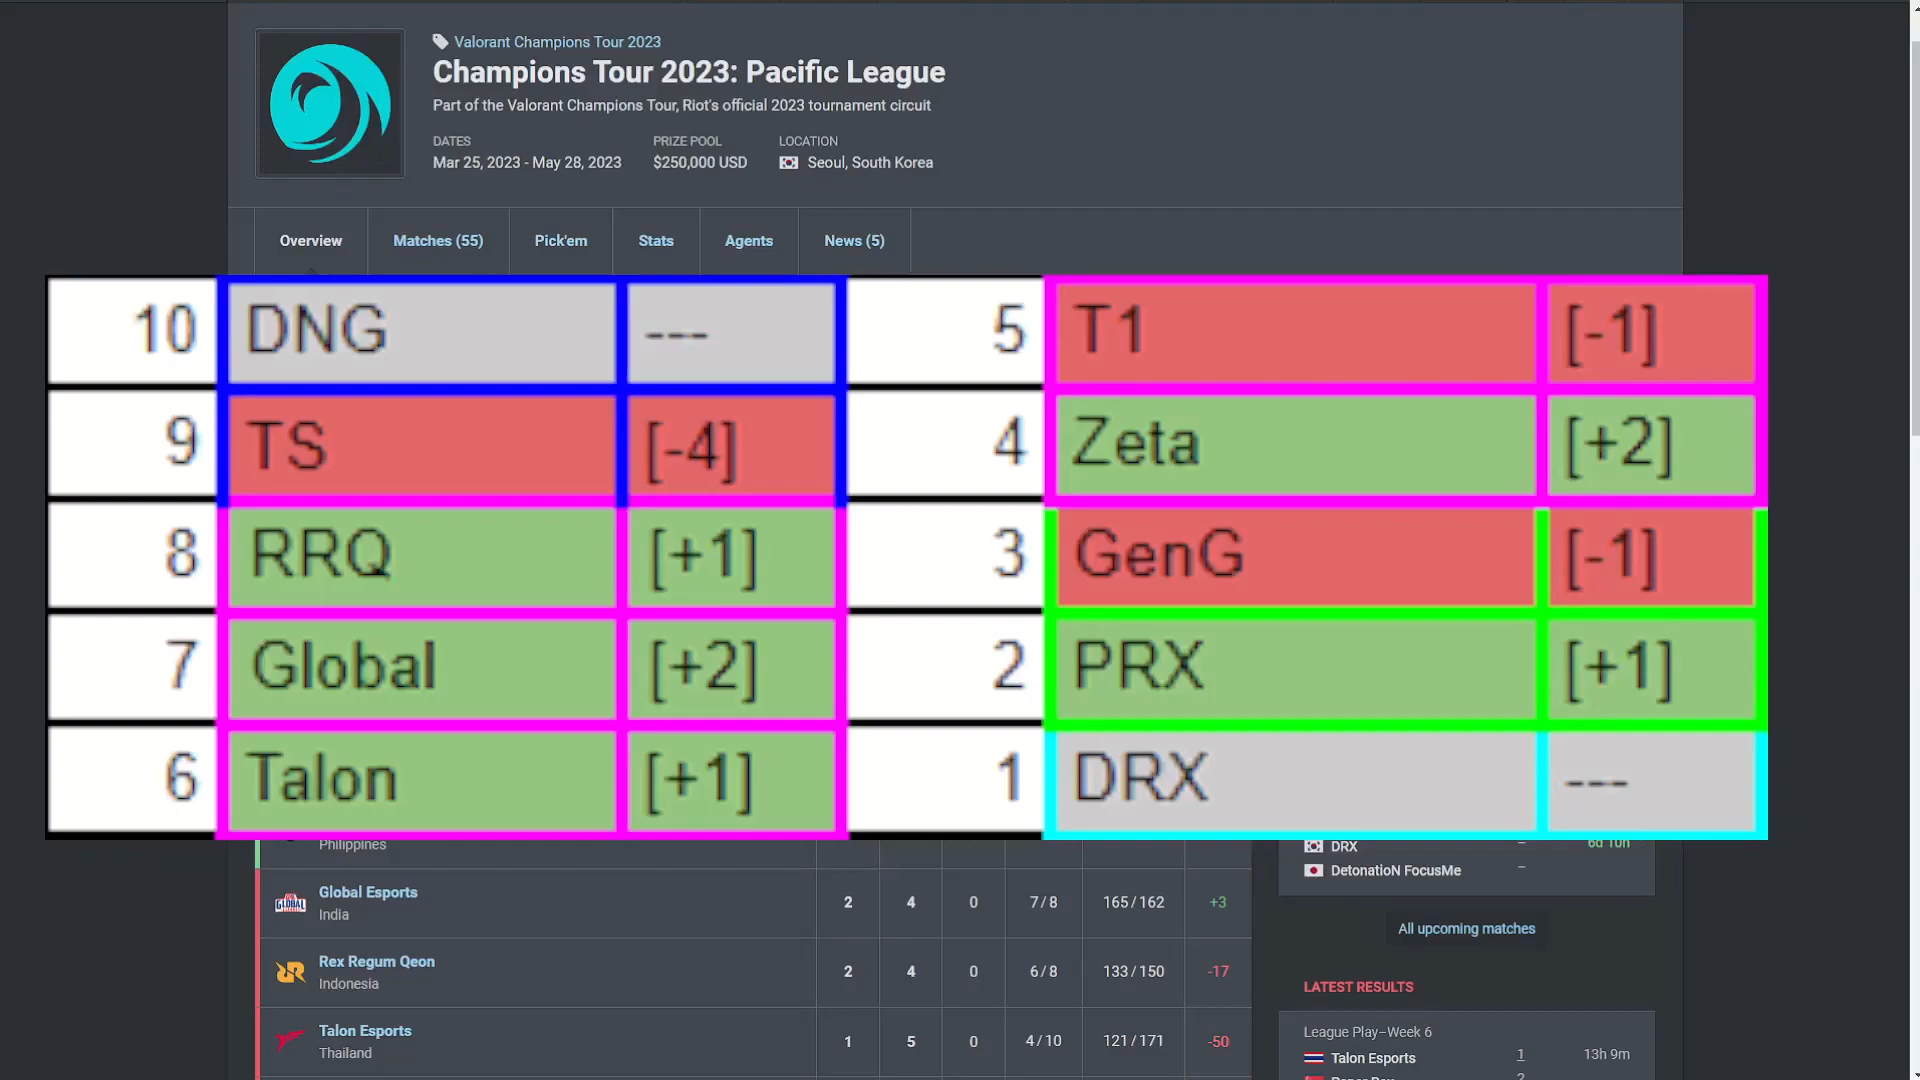 Valorant Champions Tour 2023
Champions Tour 2023: Pacific League
Part of the Valorant Champions Tour, Riot's official 2023 tournament circuit
DATES PRIZE POOL LOCATION
Mar 25, 2023 - May 28, 2023 $250,000 USD Seoul, South Korea
Overview Matches (55) Pick'em Stats Agents News (5)
10 DNG --- 5 T1 [-1]
9 TS [-4] 4 Zeta [+2]
8 RRQ [+1] 3 GenG [-1]
7 Global [+2] 2 PRX [+1]
6 Talon [+1] 1 DRX ---
Philippines
Global Esports 2 4 0 7/8 165/162 +3
India
Rex Regum Qeon 2 4 0 6/8 133/150 -17
Indonesia
Talon Esports 1 5 0 4/10 121/171 -50
Thailand
DRX – 6d 10h
DetonatioN FocusMe –
All upcoming matches
LATEST RESULTS
League Play–Week 6
Talon Esports 1 13h 9m